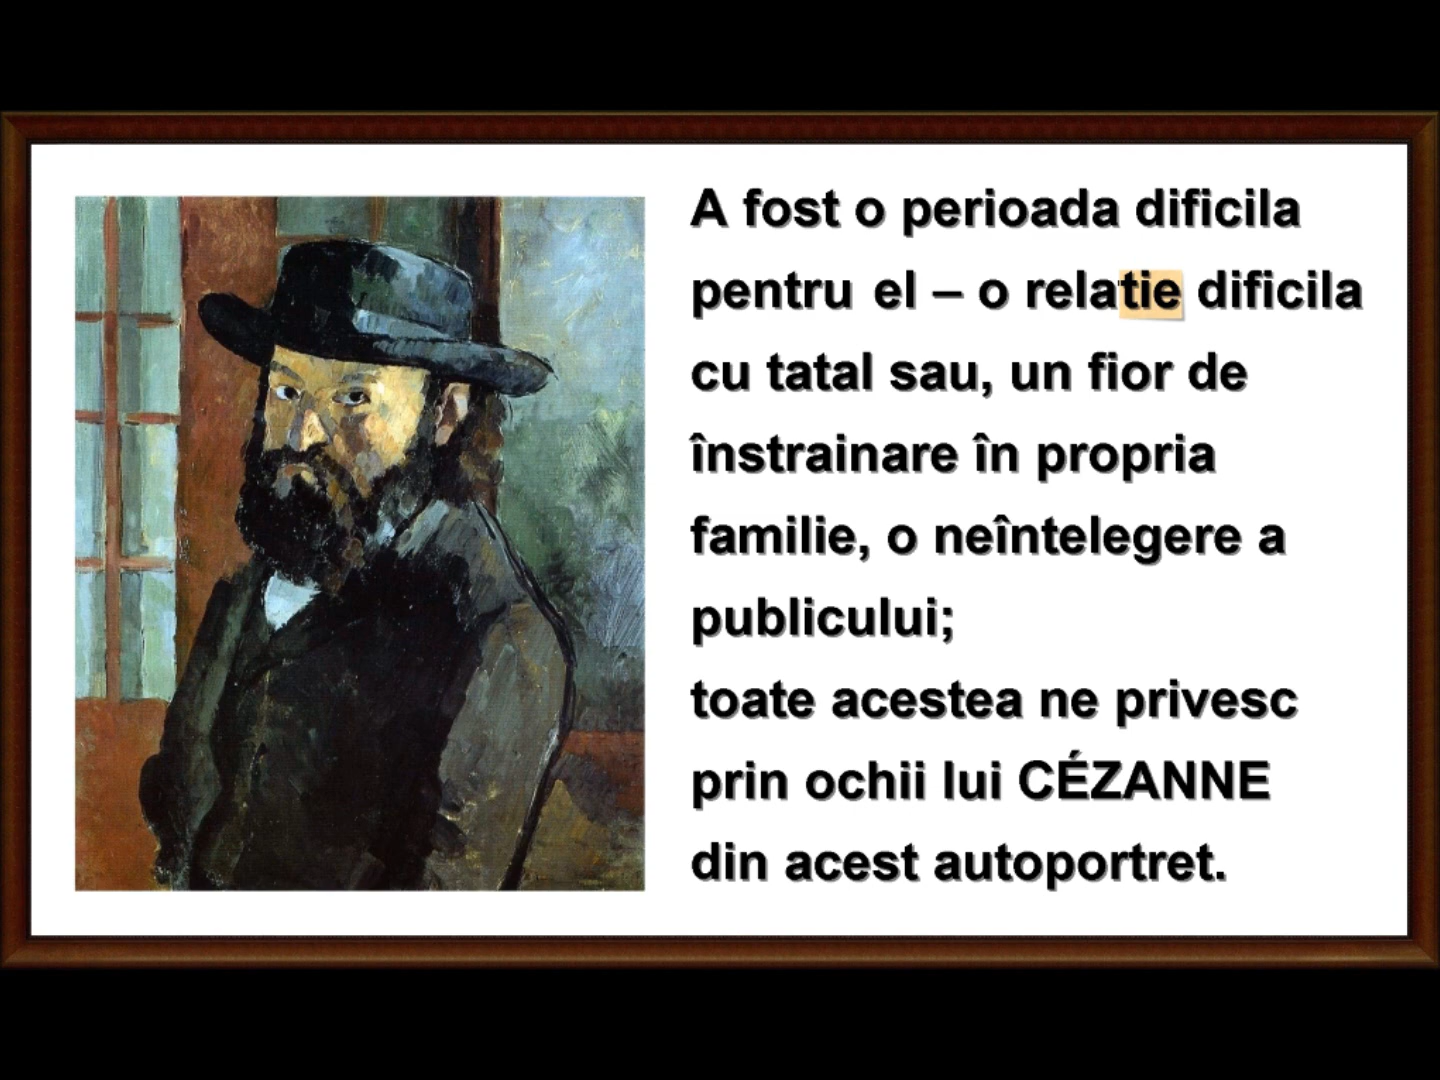 A fost o perioada dificila
pentru el – o relatie dificila
cu tatal sau, un fior de
înstrainare în propria
familie, o neîntelegere a
publicului;
toate acestea ne privesc
prin ochii lui CÉZANNE
din acest autoportret.